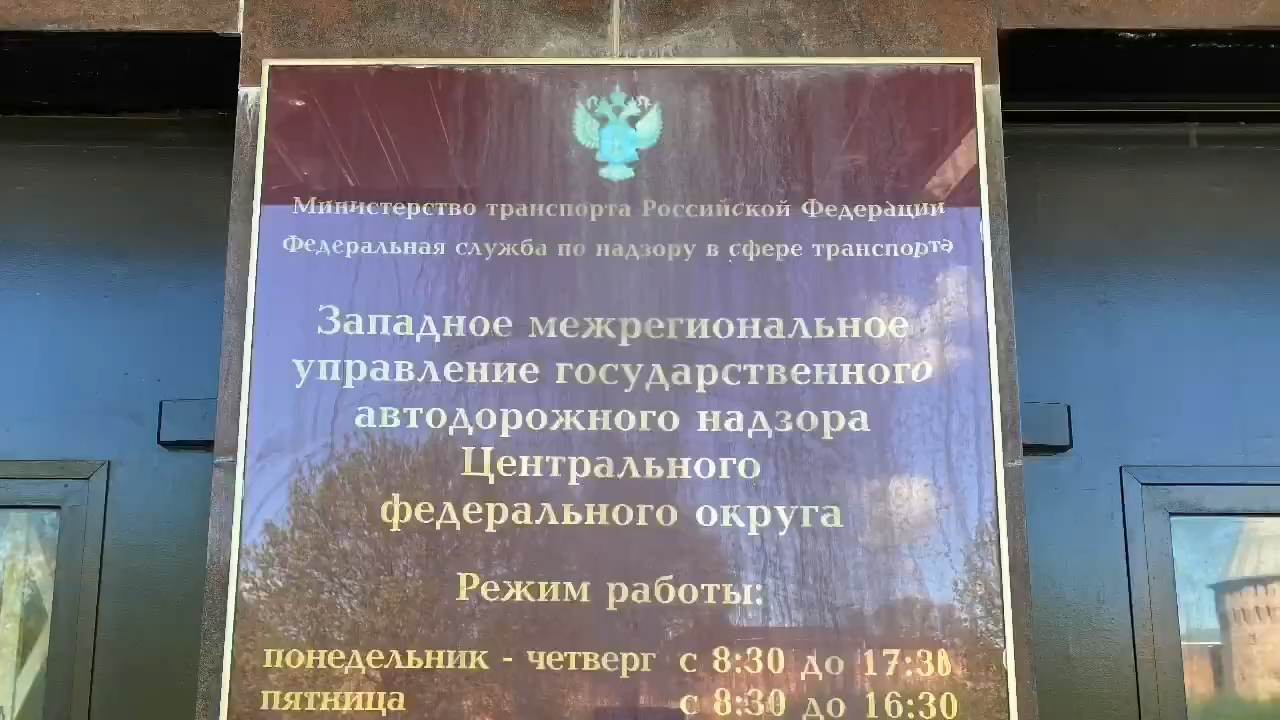 Министерство транспорта Российской Федерации
Федеральная служба по надзору в сфере транспорта
Западное межрегиональное
управление государственного
автодорожного надзора
Центрального
федерального округа
Режим работы:
понедельник - четверг с 8:30 до 17:30
пятница с 8:30 до 16:30